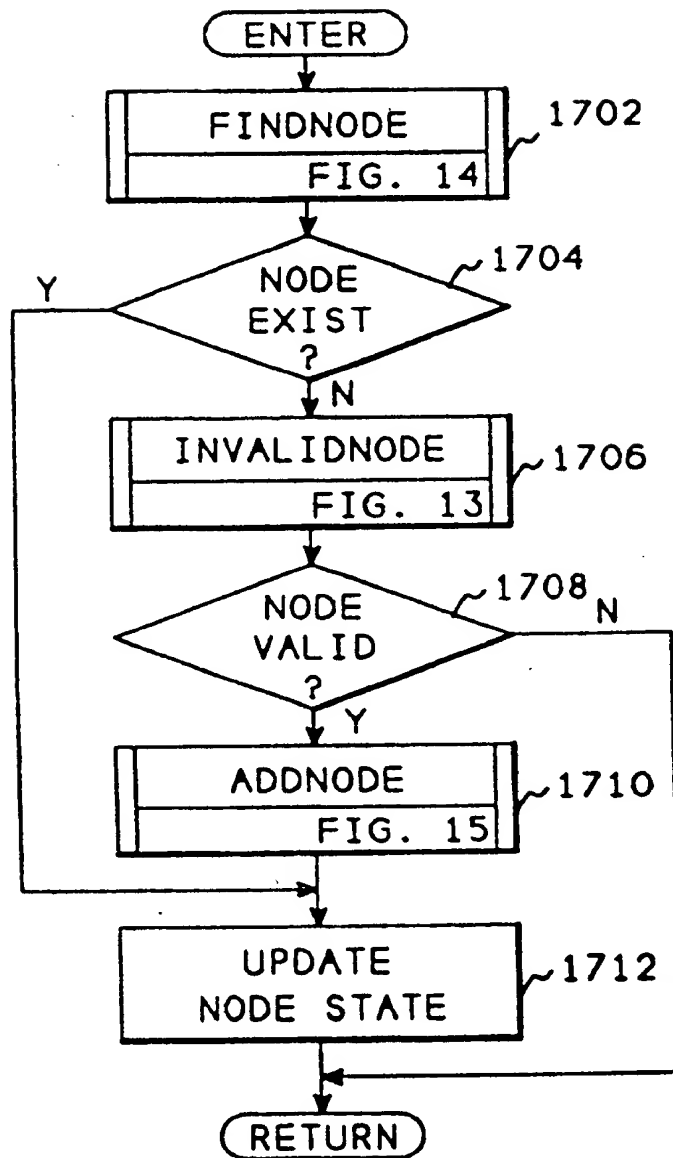 ENTER
FINDNODE
FIG. 14
1702
NODE
EXIST
?
1704
Y
N
INVALIDNODE
FIG. 13
1706
NODE
VALID
?
1708
N
Y
ADDNODE
FIG. 15
1710
UPDATE
NODE STATE
1712
RETURN